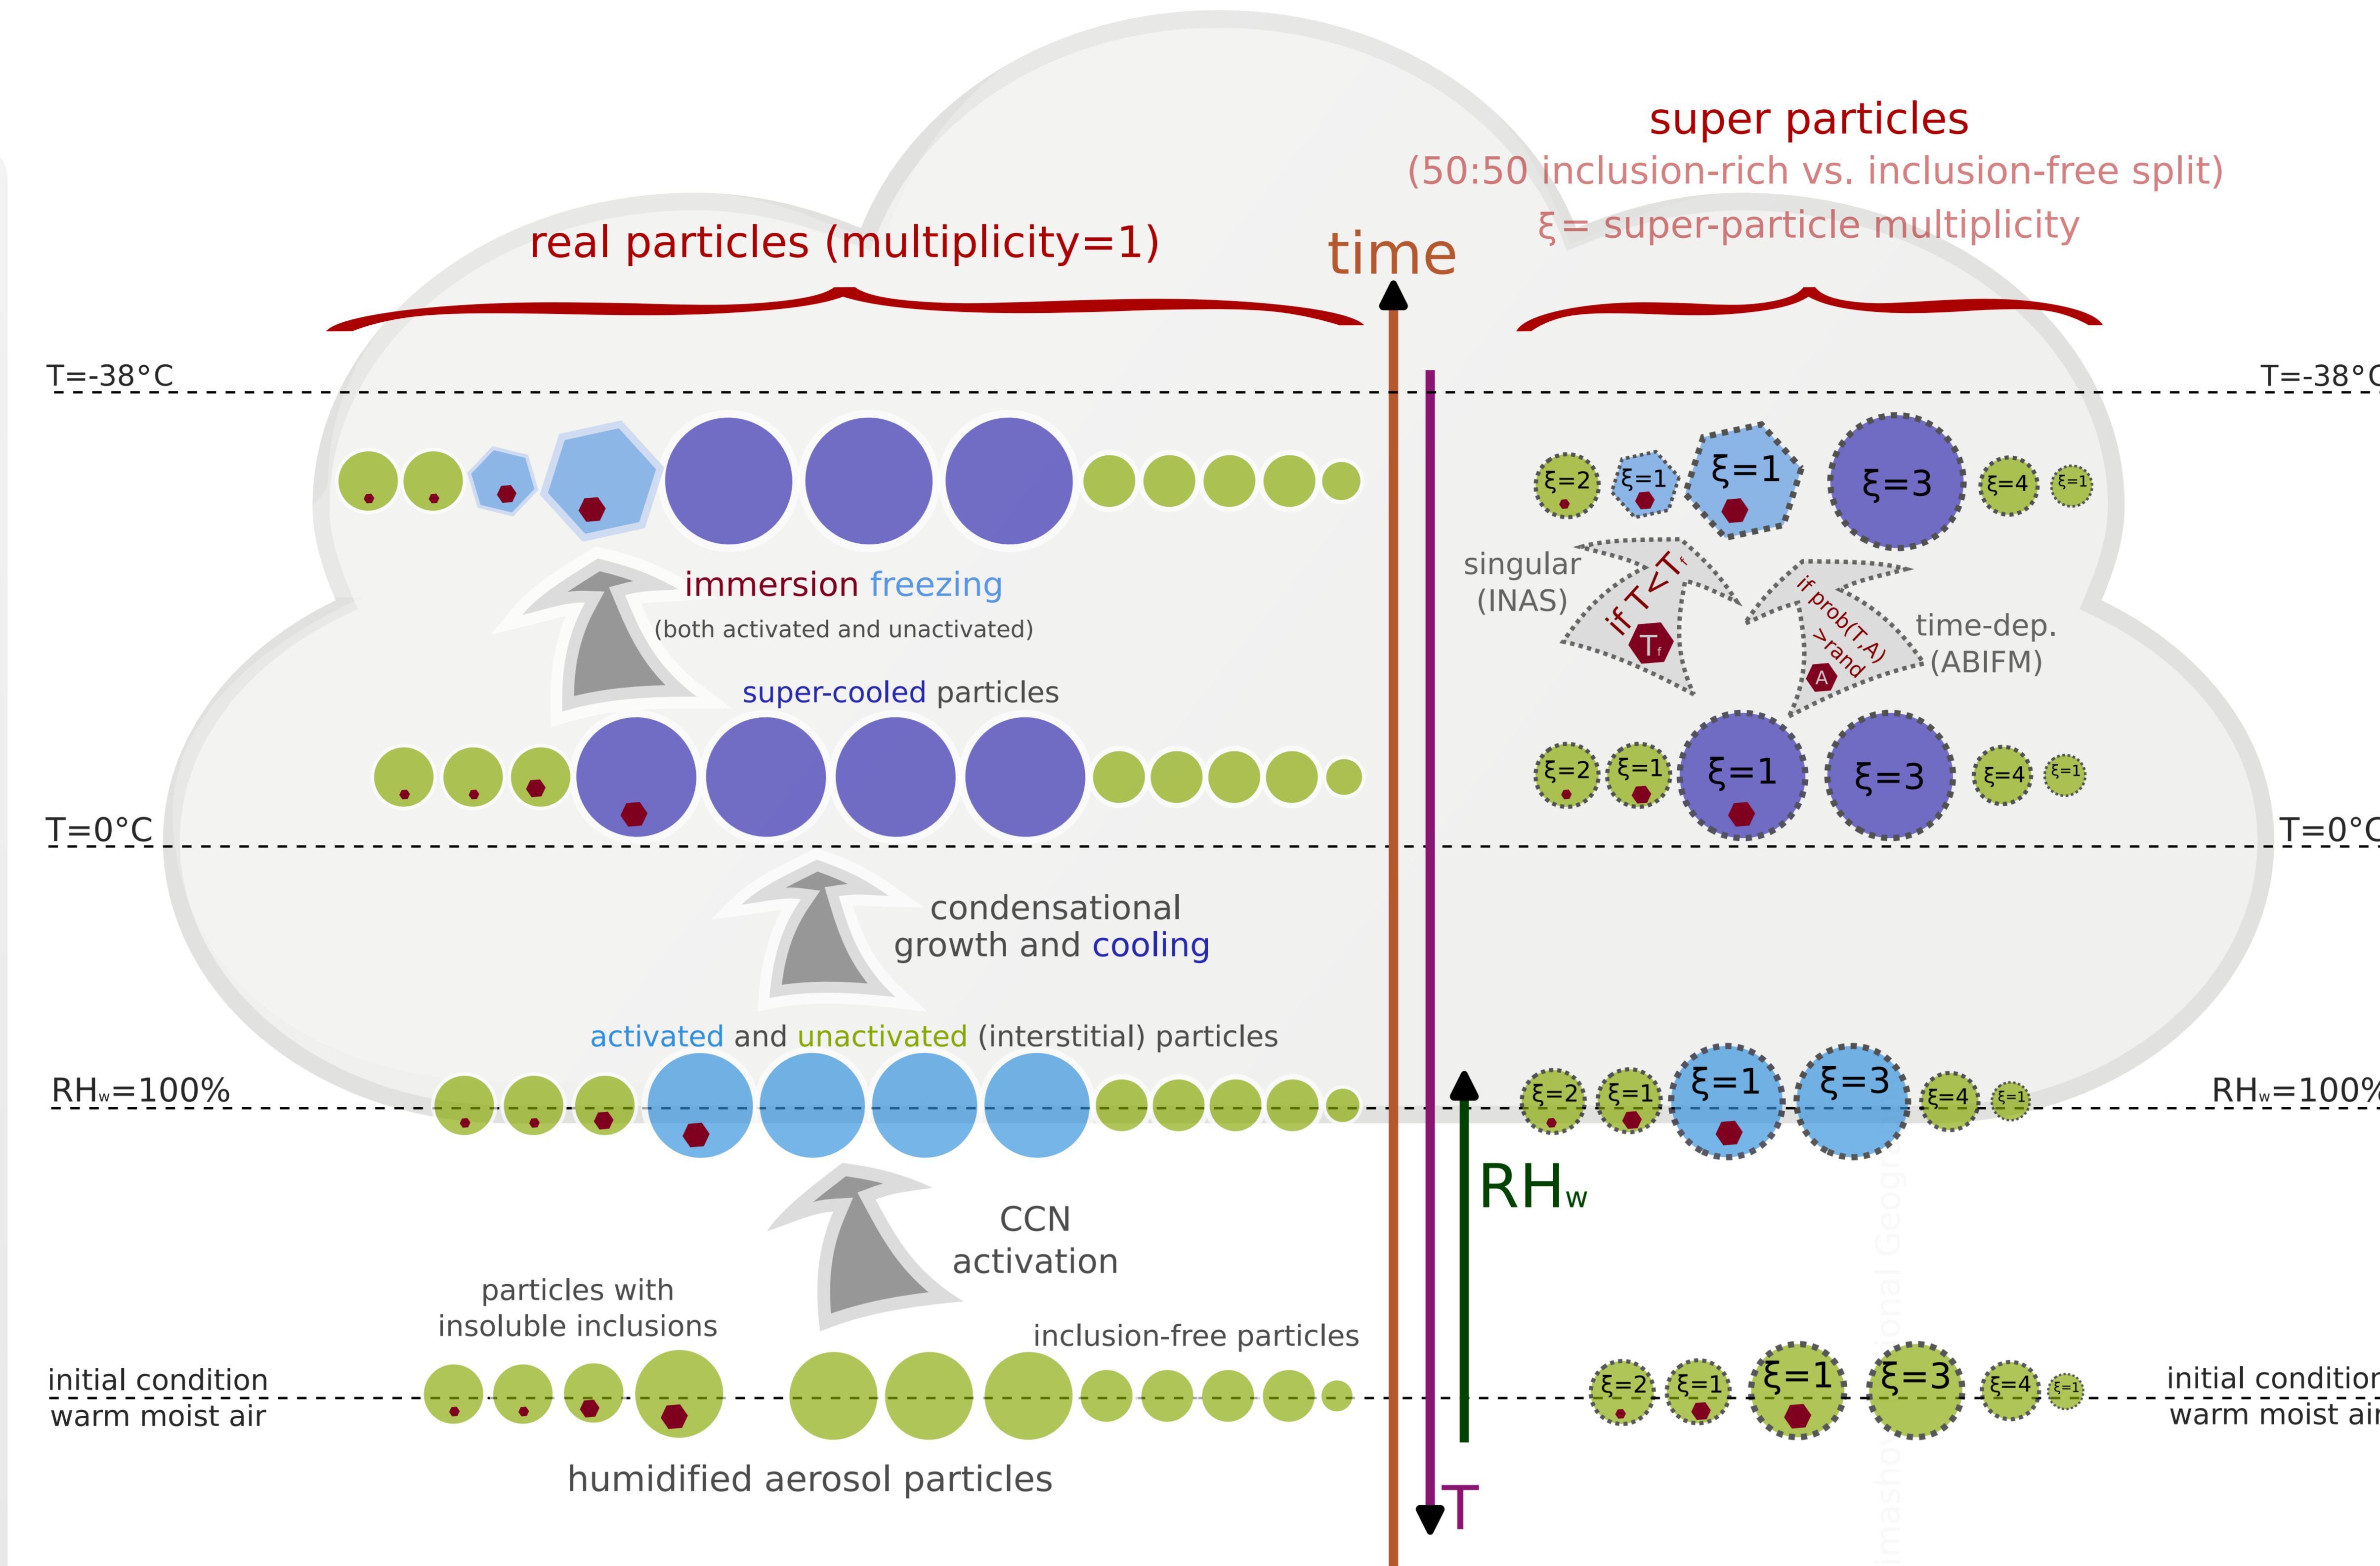 super particles
(50:50 inclusion-rich vs. inclusion-free split)
ξ= super-particle multiplicity
real particles (multiplicity=1)
time
T=-38°C
T=-38°C
ξ=2
ξ=1
ξ=1
ξ=3
ξ=4
ξ=1
immersion freezing
(both activated and unactivated)
singular
(INAS)
if T<Tf
Tf
if prob(T,A)
>rand
A
time-dep.
(ABIFM)
super-cooled particles
ξ=2
ξ=1
ξ=1
ξ=3
ξ=4
ξ=1
T=0°C
T=0°C
condensational
growth and cooling
activated and unactivated (interstitial) particles
RHw=100%
RHw=100%
ξ=2
ξ=1
ξ=1
ξ=3
ξ=4
ξ=1
RHw
CCN
activation
particles with
insoluble inclusions
inclusion-free particles
initial condition
warm moist air
ξ=2
ξ=1
ξ=1
ξ=3
ξ=4
ξ=1
initial condition
warm moist air
humidified aerosol particles
T